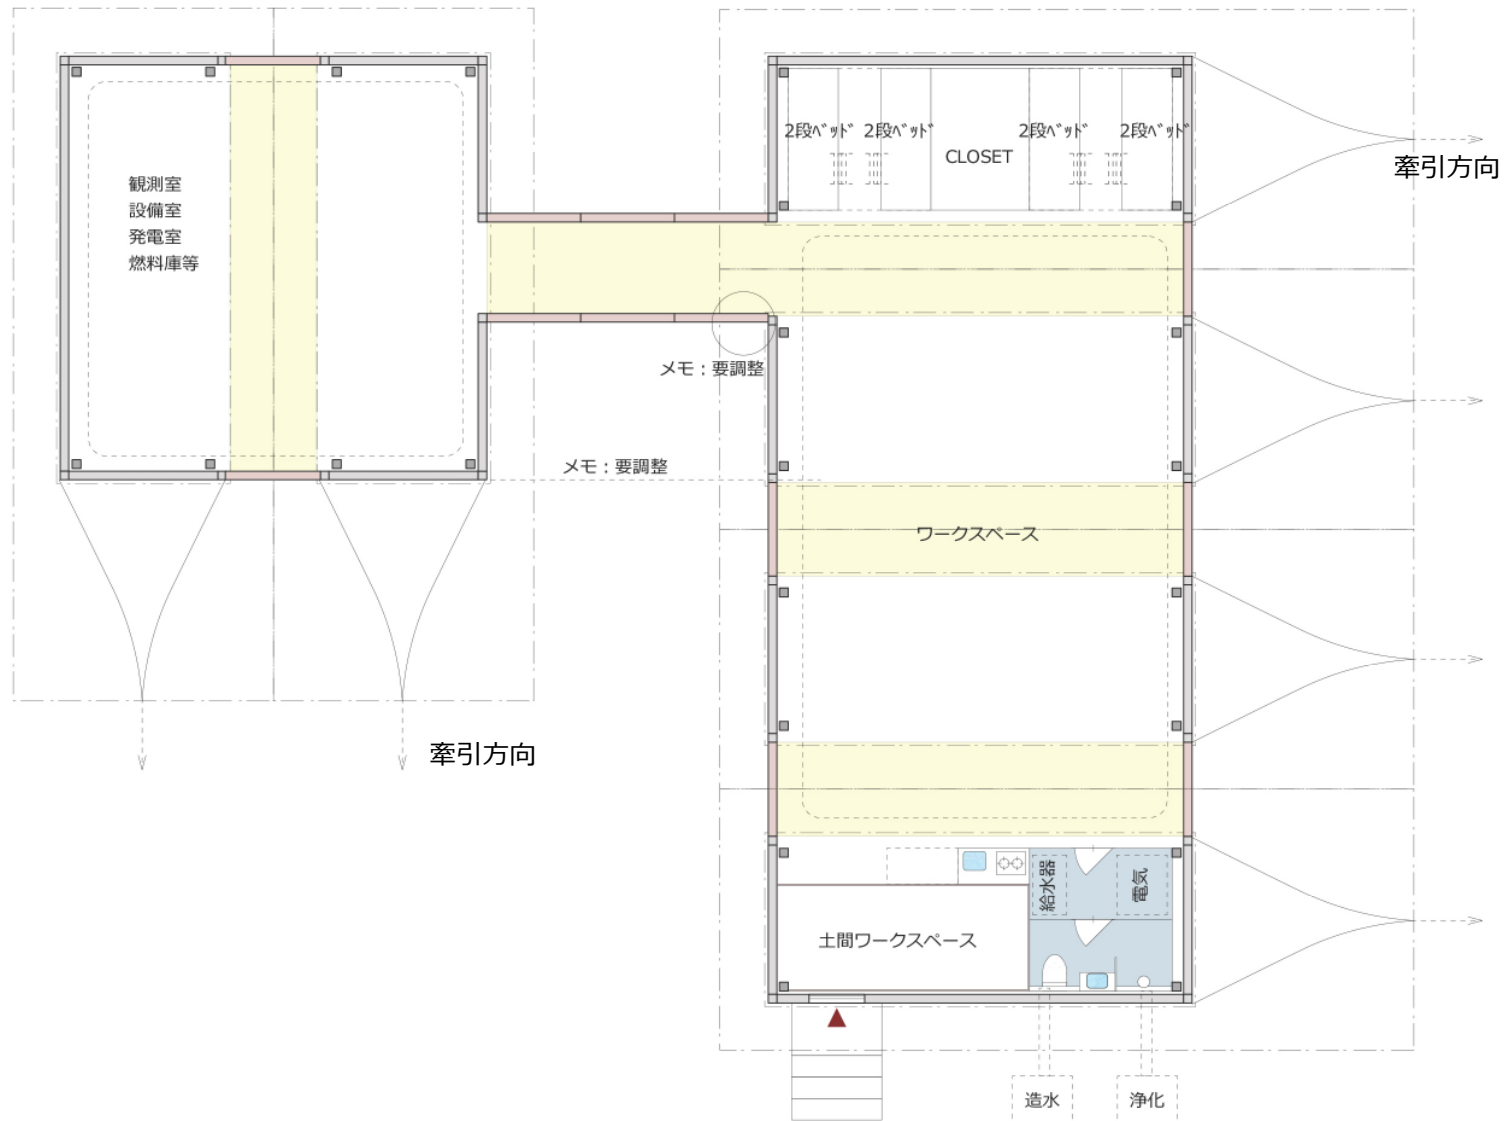 2段ﾍﾞｯﾄﾞ
2段ﾍﾞｯﾄﾞ
2段ﾍﾞｯﾄﾞ
2段ﾍﾞｯﾄﾞ
CLOSET
牽引方向
観測室
設備室
発電室
燃料庫等
メモ：要調整
メモ：要調整
ワークスペース
牽引方向
給水器
電気
土間ワークスペース
造水
浄化